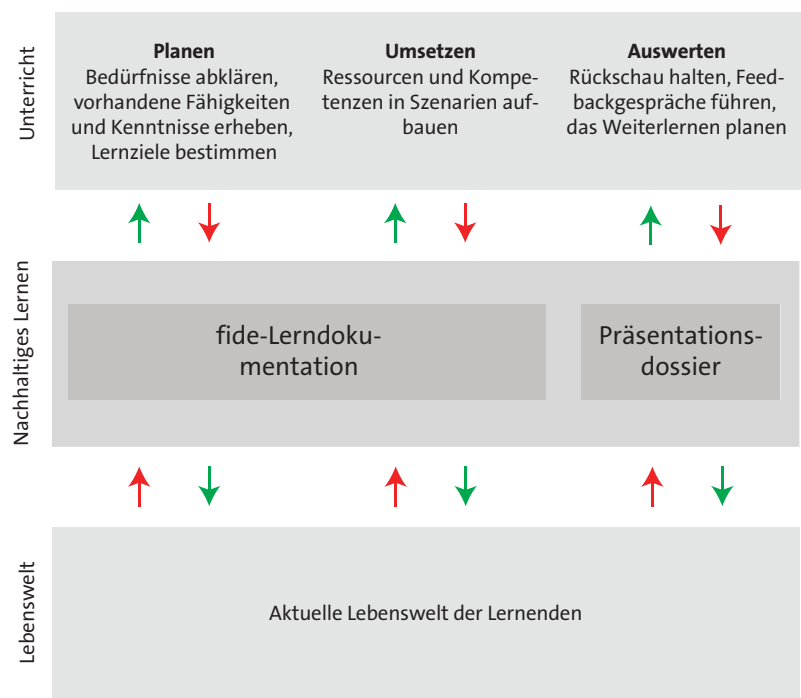 Unterricht
Planen
Bedürfnisse abklären,
vorhandene Fähigkeiten
und Kenntnisse erheben,
Lernziele bestimmen
Umsetzen
Ressourcen und Kompe-
tenzen in Szenarien auf-
bauen
Auswerten
Rückschau halten, Feed-
backgespräche führen,
das Weiterlernen planen
Nachhaltiges Lernen
fide-Lerndoku-
mentation
Präsentations-
dossier
Lebenswelt
Aktuelle Lebenswelt der Lernenden